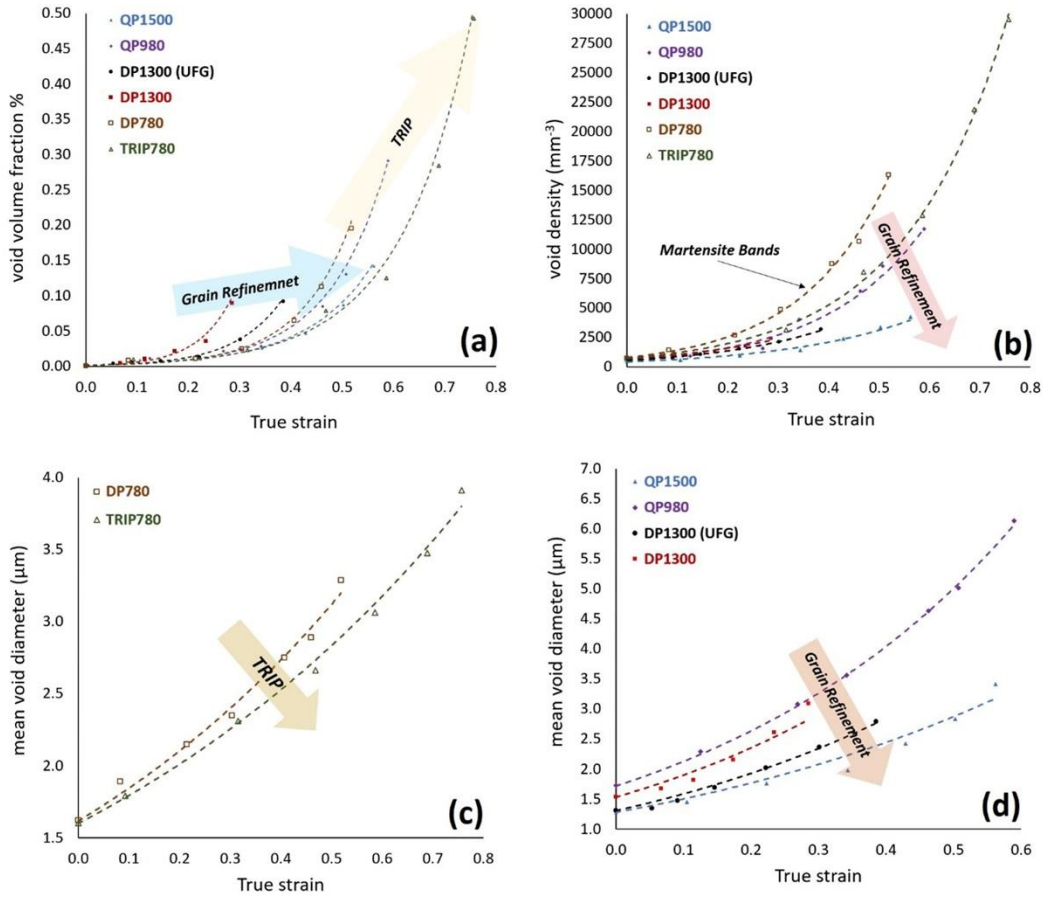 0.50
0.45
0.40
0.35
0.30
0.25
0.20
0.15
0.10
0.05
0.00
void volume fraction %
QP1500
QP980
DP1300 (UFG)
DP1300
DP780
TRIP780
TRIP
Grain Refinemnet
(a)
0.0 0.1 0.2 0.3 0.4 0.5 0.6 0.7 0.8
True strain
30000
27500
25000
22500
20000
17500
15000
12500
10000
7500
5000
2500
0
void density (mm⁻³)
QP1500
QP980
DP1300 (UFG)
DP1300
DP780
TRIP780
Martensite Bands
Grain Refinement
(b)
0.0 0.1 0.2 0.3 0.4 0.5 0.6 0.7 0.8
True strain
4.0
3.5
3.0
2.5
2.0
1.5
mean void diameter (μm)
DP780
TRIP780
TRIP
(c)
0.0 0.1 0.2 0.3 0.4 0.5 0.6 0.7 0.8
True strain
7.0
6.0
5.5
5.0
4.5
4.0
3.5
3.0
2.5
2.0
1.5
1.0
mean void diameter (μm)
QP1500
QP980
DP1300 (UFG)
DP1300
Grain Refinement
(d)
0.0 0.1 0.2 0.3 0.4 0.5 0.6
True strain